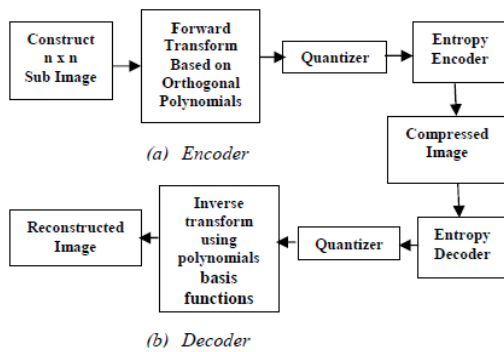 Construct
n x n
Sub Image
Forward
Transform
Based on
Orthogonal
Polynomials
Quantizer
Entropy
Encoder
(a) Encoder
Compressed
Image
Reconstructed
Image
Inverse
transform
using
polynomials
basis
functions
Quantizer
Entropy
Decoder
(b) Decoder